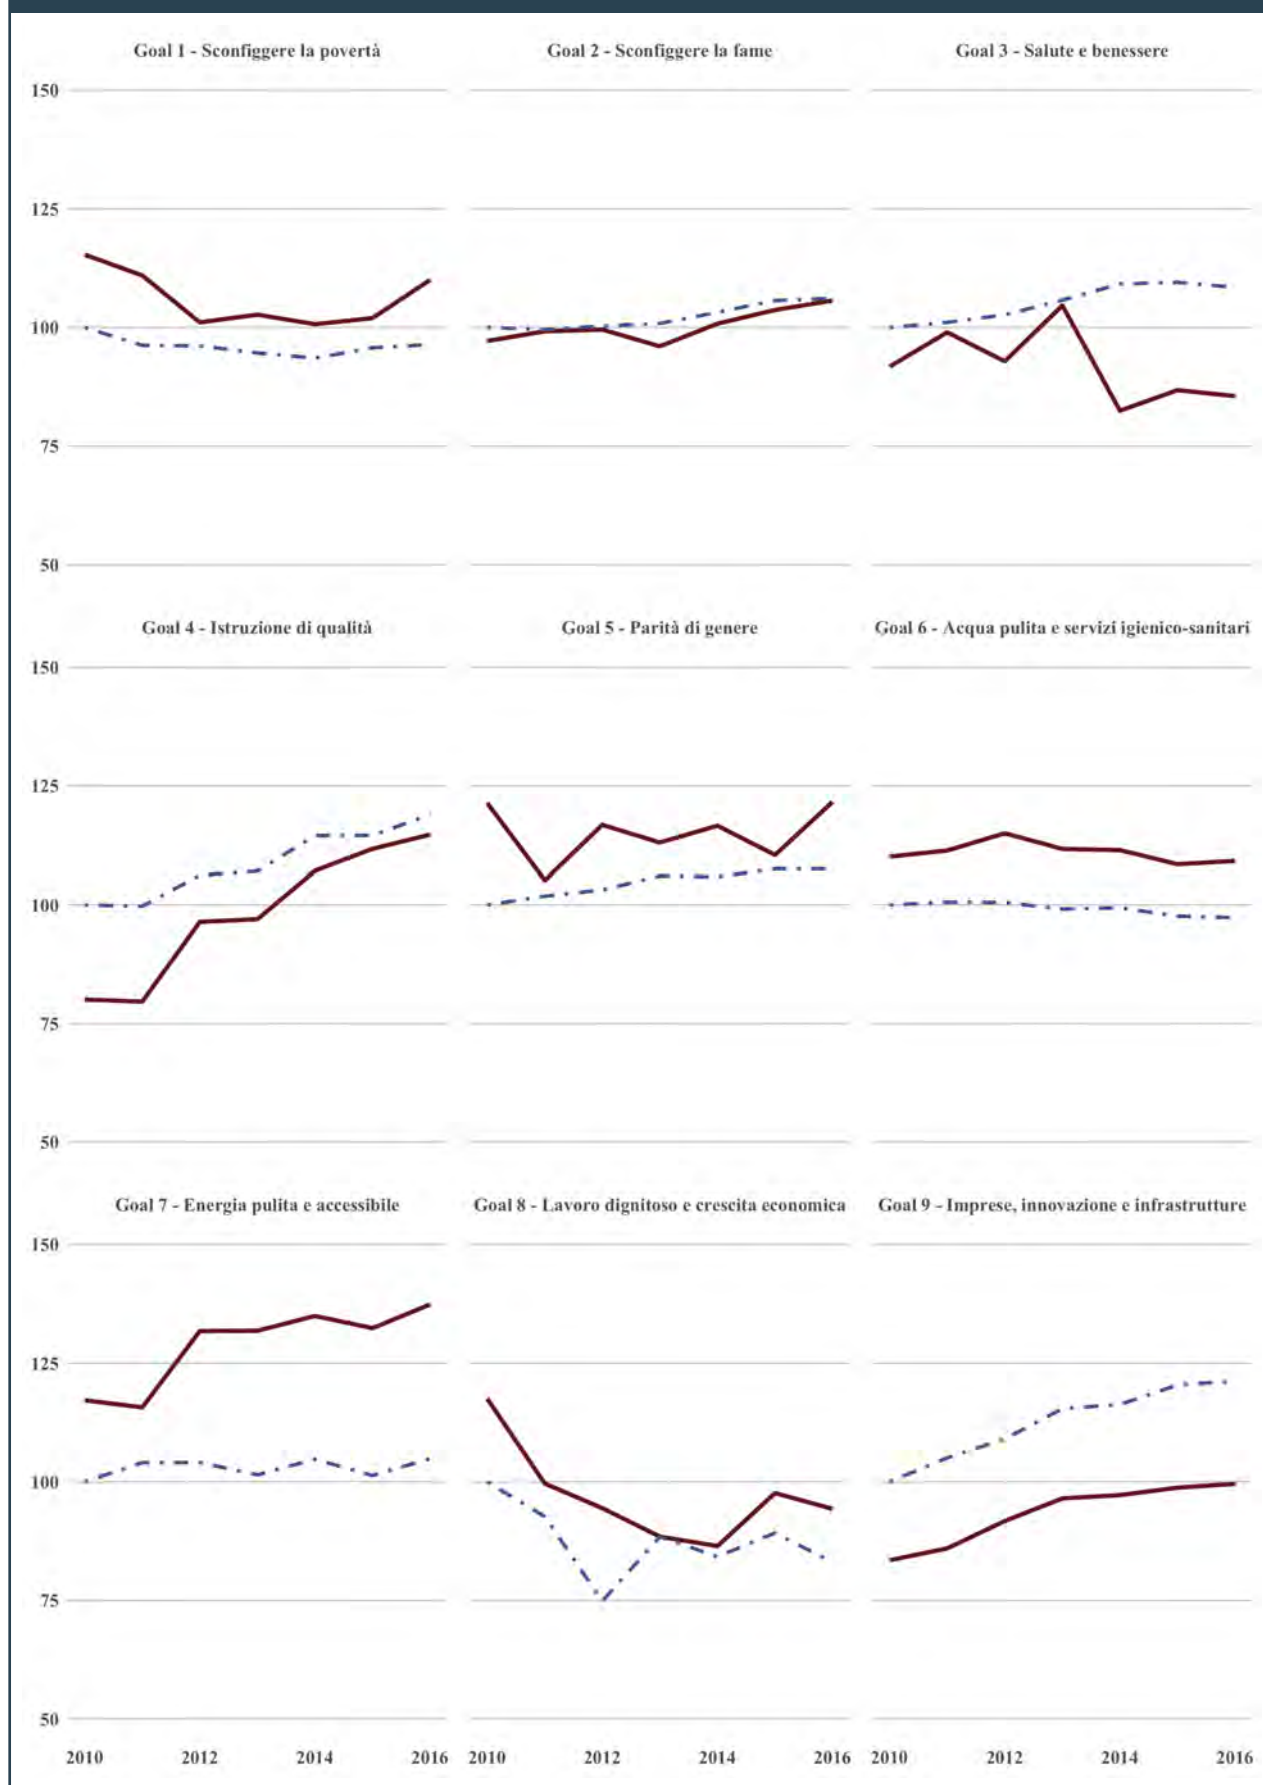 Goal 1 - Sconfiggere la povertà
Goal 2 - Sconfiggere la fame
Goal 3 - Salute e benessere
150
125
100
75
50
Goal 4 - Istruzione di qualità
Goal 5 - Parità di genere
Goal 6 - Acqua pulita e servizi igienico-sanitari
150
125
100
75
50
Goal 7 - Energia pulita e accessibile
Goal 8 - Lavoro dignitoso e crescita economica
Goal 9 - Imprese, innovazione e infrastrutture
150
125
100
75
50
2010 2012 2014 2016 2010 2012 2014 2016 2010 2012 2014 2016